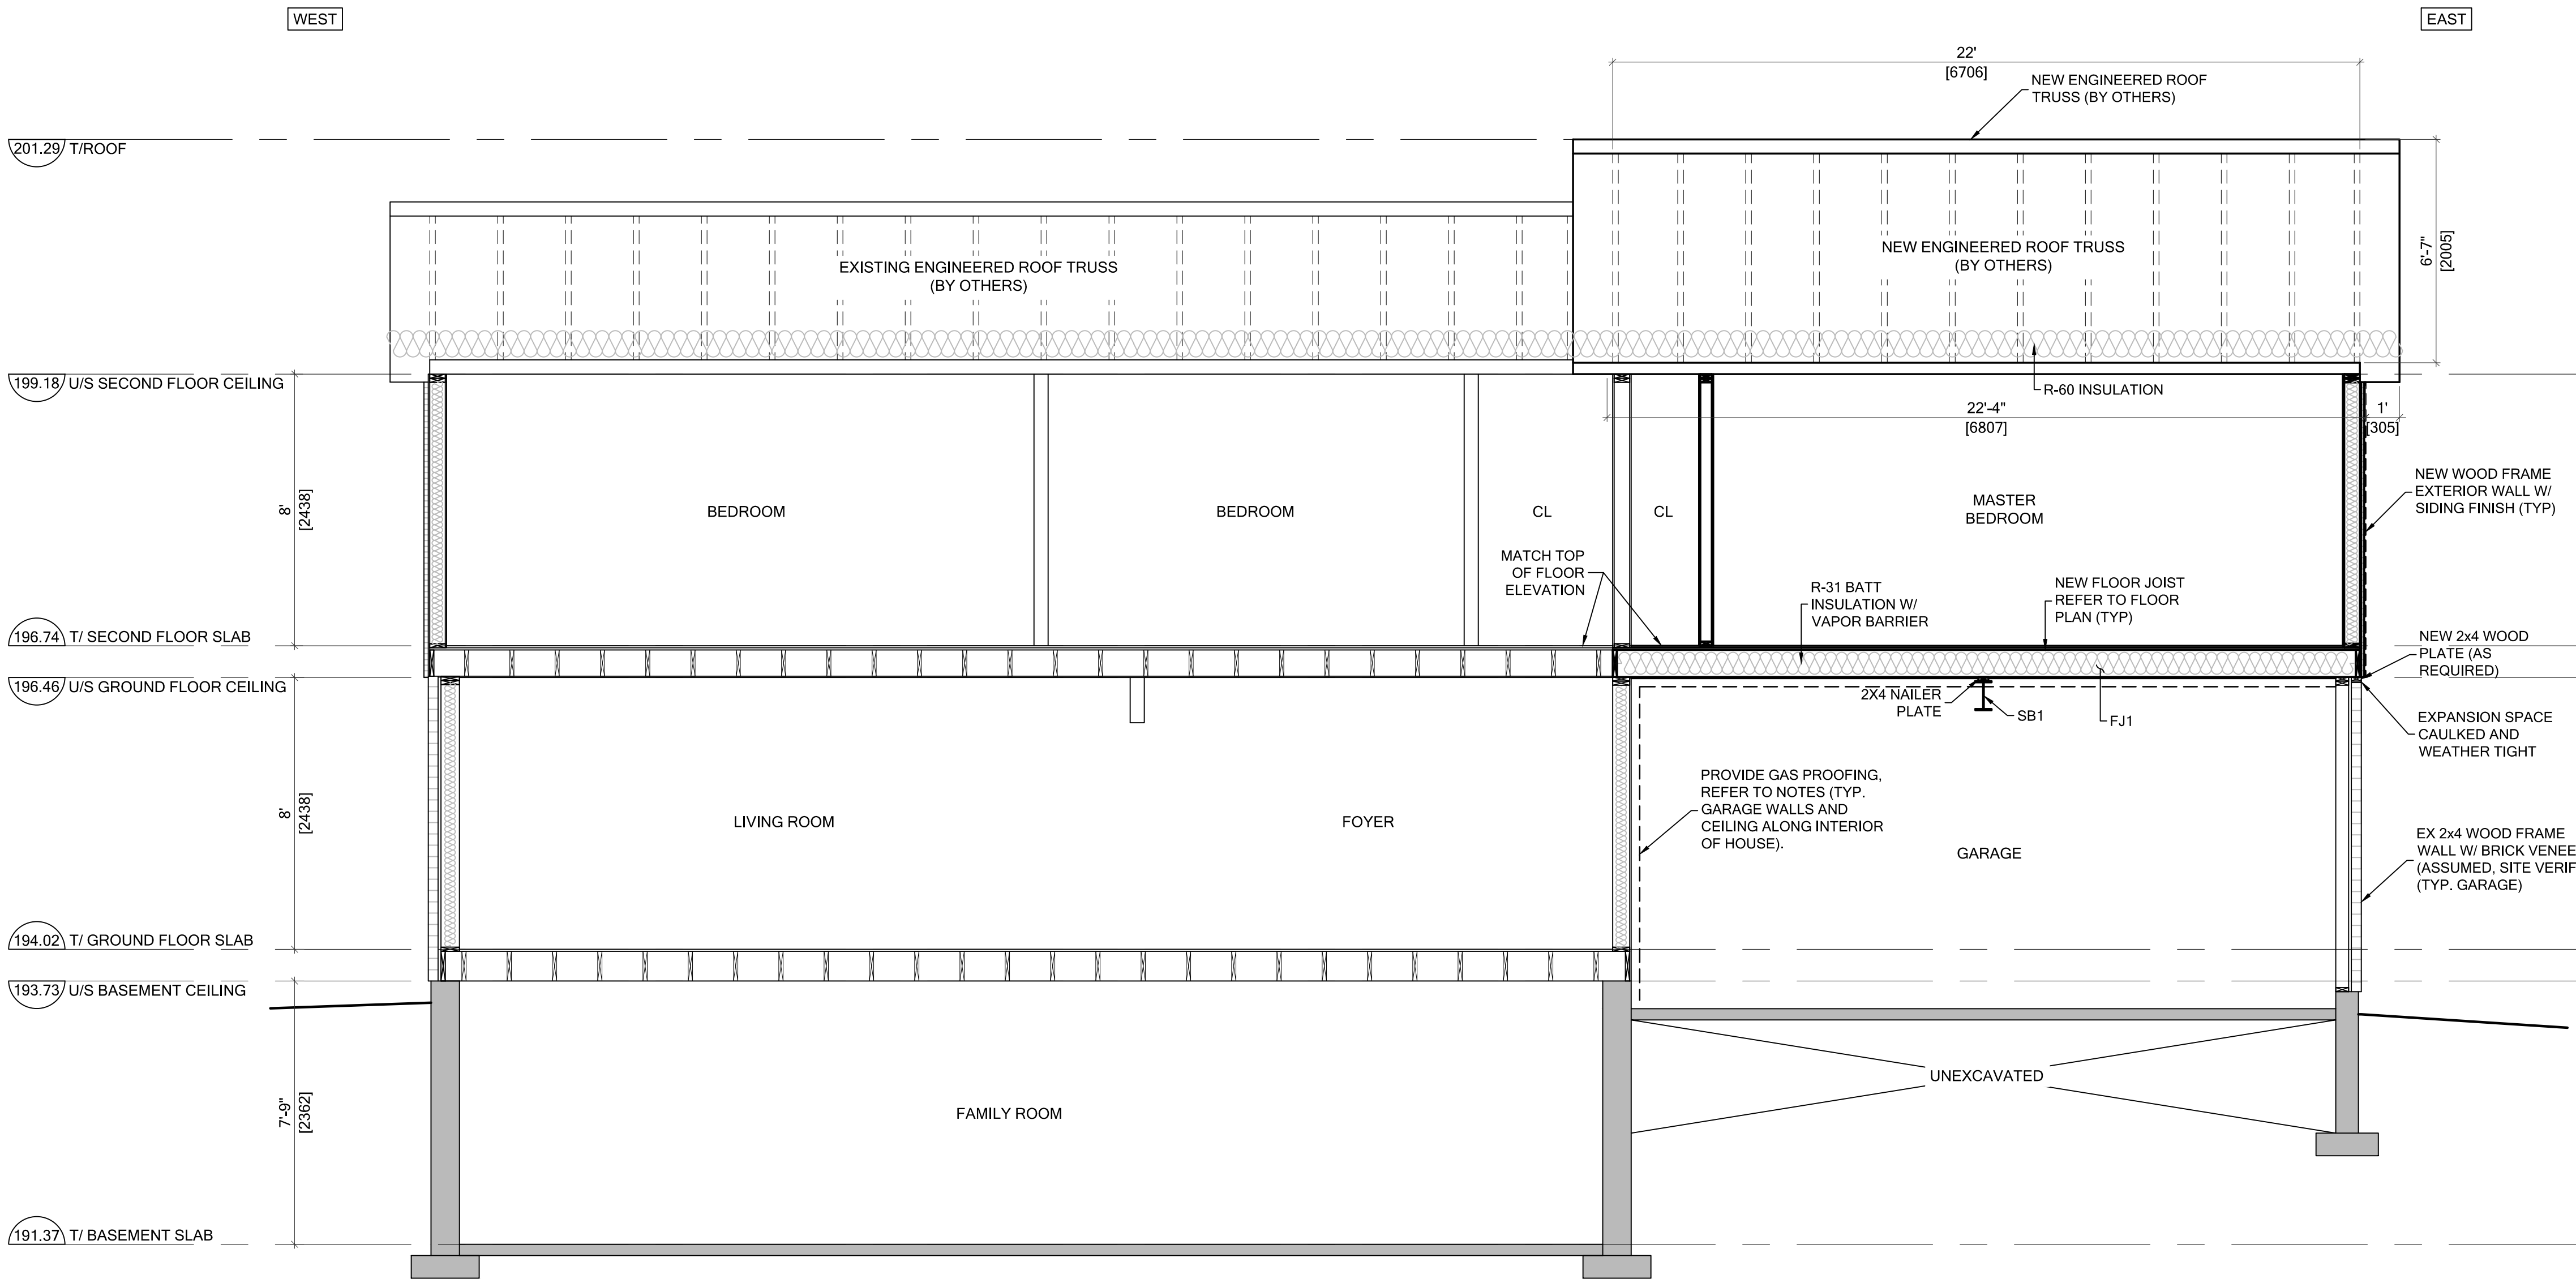 WEST
EAST
22'
[6706]
NEW ENGINEERED ROOF
TRUSS (BY OTHERS)
201.29 T/ROOF
6'-7"
[2005]
EXISTING ENGINEERED ROOF TRUSS
(BY OTHERS)
NEW ENGINEERED ROOF TRUSS
(BY OTHERS)
199.18 U/S SECOND FLOOR CEILING
R-60 INSULATION
22'-4"
[6807]
1'
[305]
8'
[2438]
BEDROOM
BEDROOM
CL
CL
MASTER
BEDROOM
NEW WOOD FRAME
EXTERIOR WALL W/
SIDING FINISH (TYP)
MATCH TOP
OF FLOOR
ELEVATION
R-31 BATT
INSULATION W/
VAPOR BARRIER
NEW FLOOR JOIST
REFER TO FLOOR
PLAN (TYP)
196.74 T/ SECOND FLOOR SLAB
NEW 2x4 WOOD
PLATE (AS
REQUIRED)
196.46 U/S GROUND FLOOR CEILING
2X4 NAILER
PLATE
SB1
FJ1
EXPANSION SPACE
CAULKED AND
WEATHER TIGHT
8'
[2438]
LIVING ROOM
FOYER
PROVIDE GAS PROOFING,
REFER TO NOTES (TYP.
GARAGE WALLS AND
CEILING ALONG INTERIOR
OF HOUSE).
GARAGE
EX 2x4 WOOD FRAME
WALL W/ BRICK VENEE
(ASSUMED, SITE VERIF
(TYP. GARAGE)
194.02 T/ GROUND FLOOR SLAB
193.73 U/S BASEMENT CEILING
7'-9"
[2362]
FAMILY ROOM
UNEXCAVATED
191.37 T/ BASEMENT SLAB